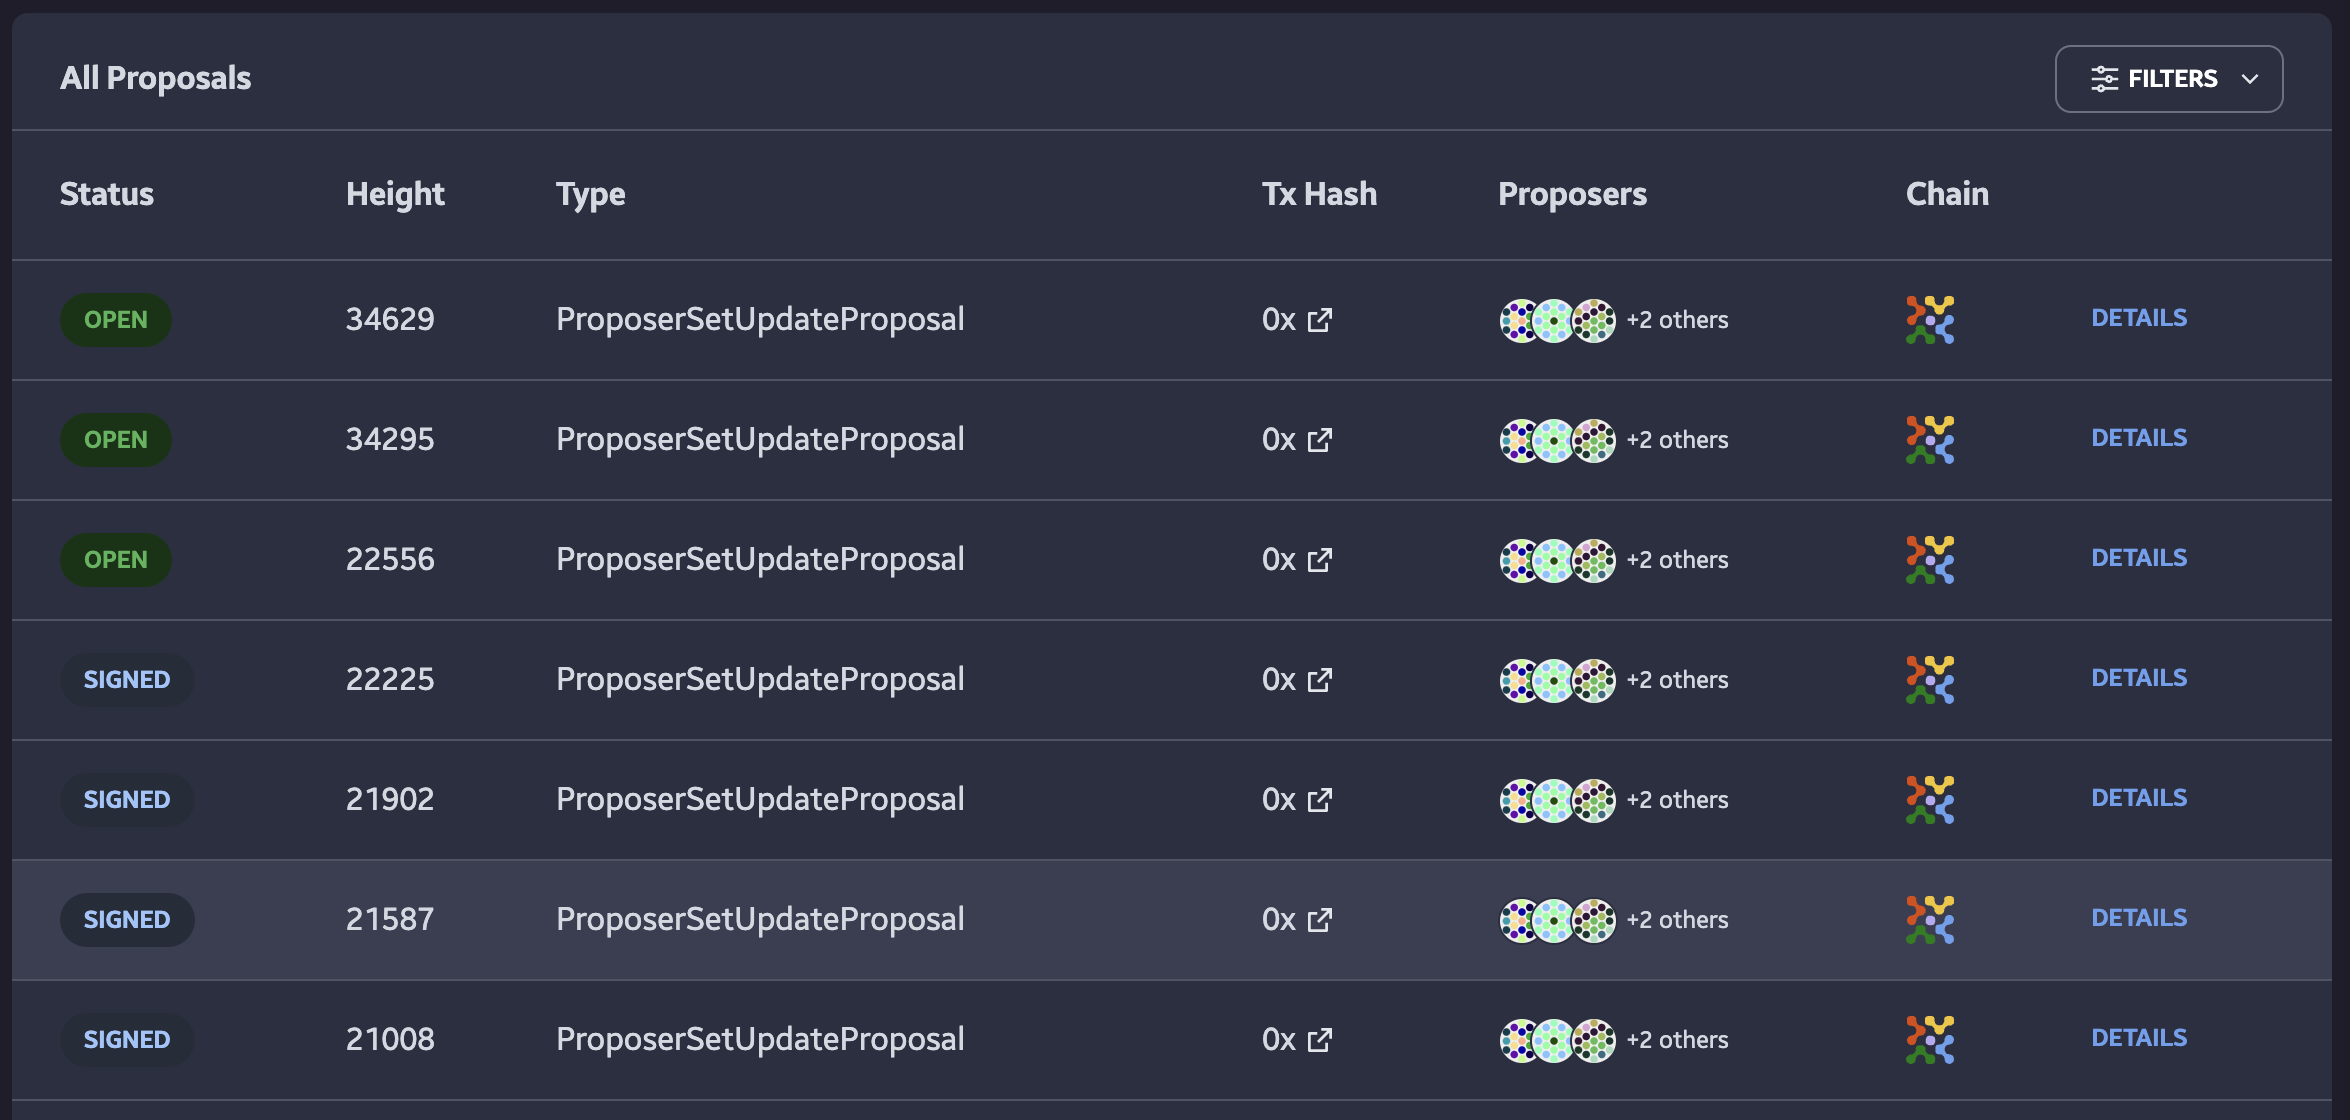 All Proposals FILTERS
Status Height Type Tx Hash Proposers Chain
OPEN 34629 ProposerSetUpdateProposal 0x +2 others DETAILS
OPEN 34295 ProposerSetUpdateProposal 0x +2 others DETAILS
OPEN 22556 ProposerSetUpdateProposal 0x +2 others DETAILS
SIGNED 22225 ProposerSetUpdateProposal 0x +2 others DETAILS
SIGNED 21902 ProposerSetUpdateProposal 0x +2 others DETAILS
SIGNED 21587 ProposerSetUpdateProposal 0x +2 others DETAILS
SIGNED 21008 ProposerSetUpdateProposal 0x +2 others DETAILS